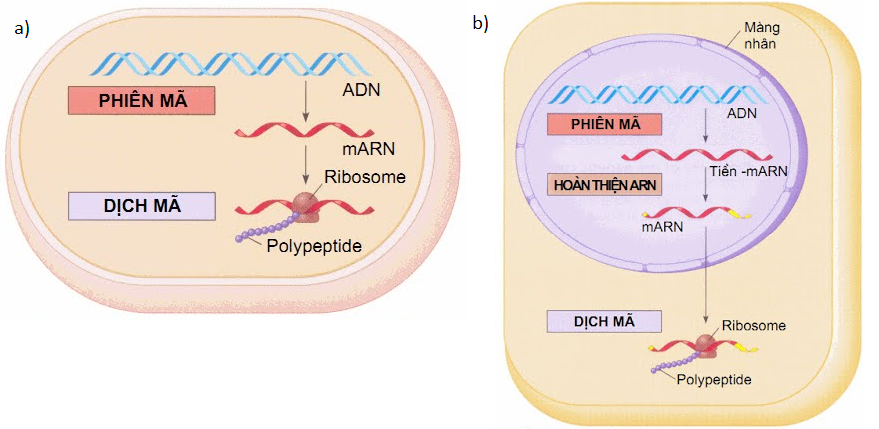 a)
ADN
PHIÊN MÃ
mARN
Ribosome
DỊCH MÃ
Polypeptide
b)
Màng
nhân
ADN
PHIÊN MÃ
Tiền -mARN
HOÀN THIỆN ARN
mARN
DỊCH MÃ
Ribosome
Polypeptide